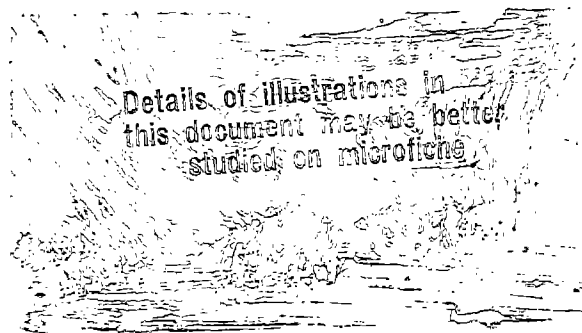 Details of illustrations in
this document may be better
studied on microfiche